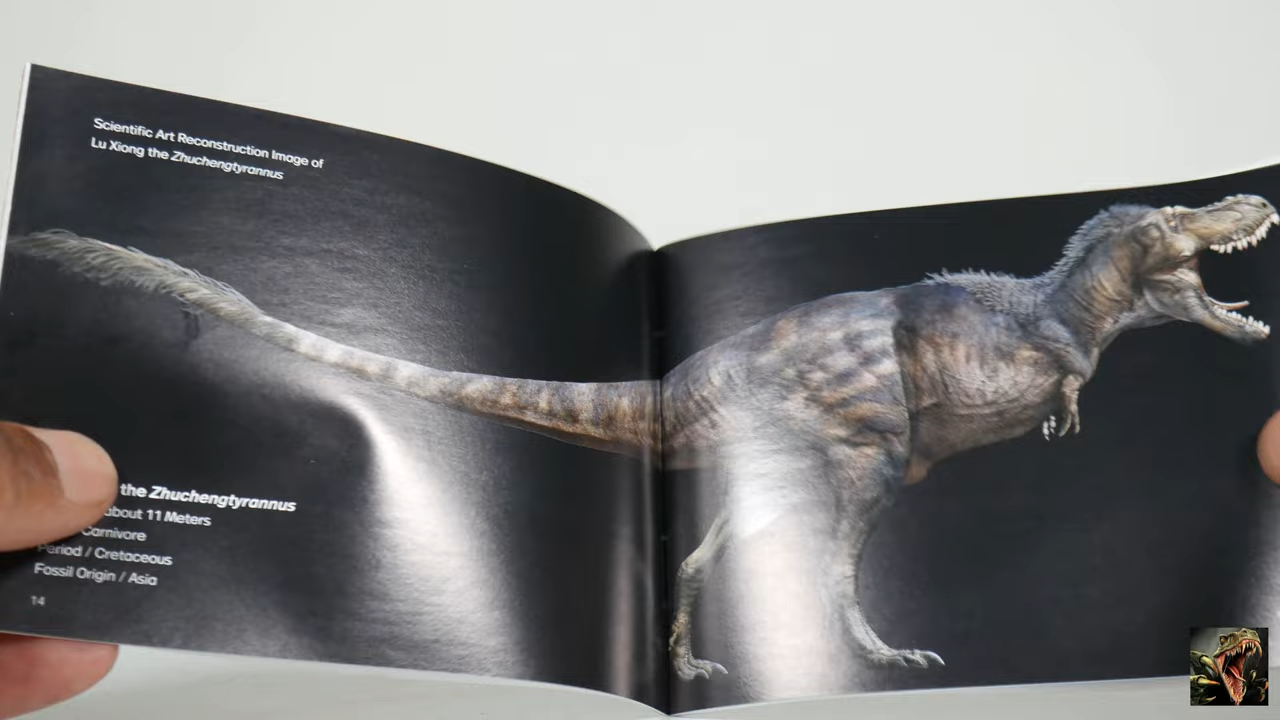 Scientific Art Reconstruction Image of
Lu Xiong the Zhuchengtyrannus
the Zhuchengtyrannus
about 11 Meters
Carnivore
Period / Cretaceous
Fossil Origin / Asia
14